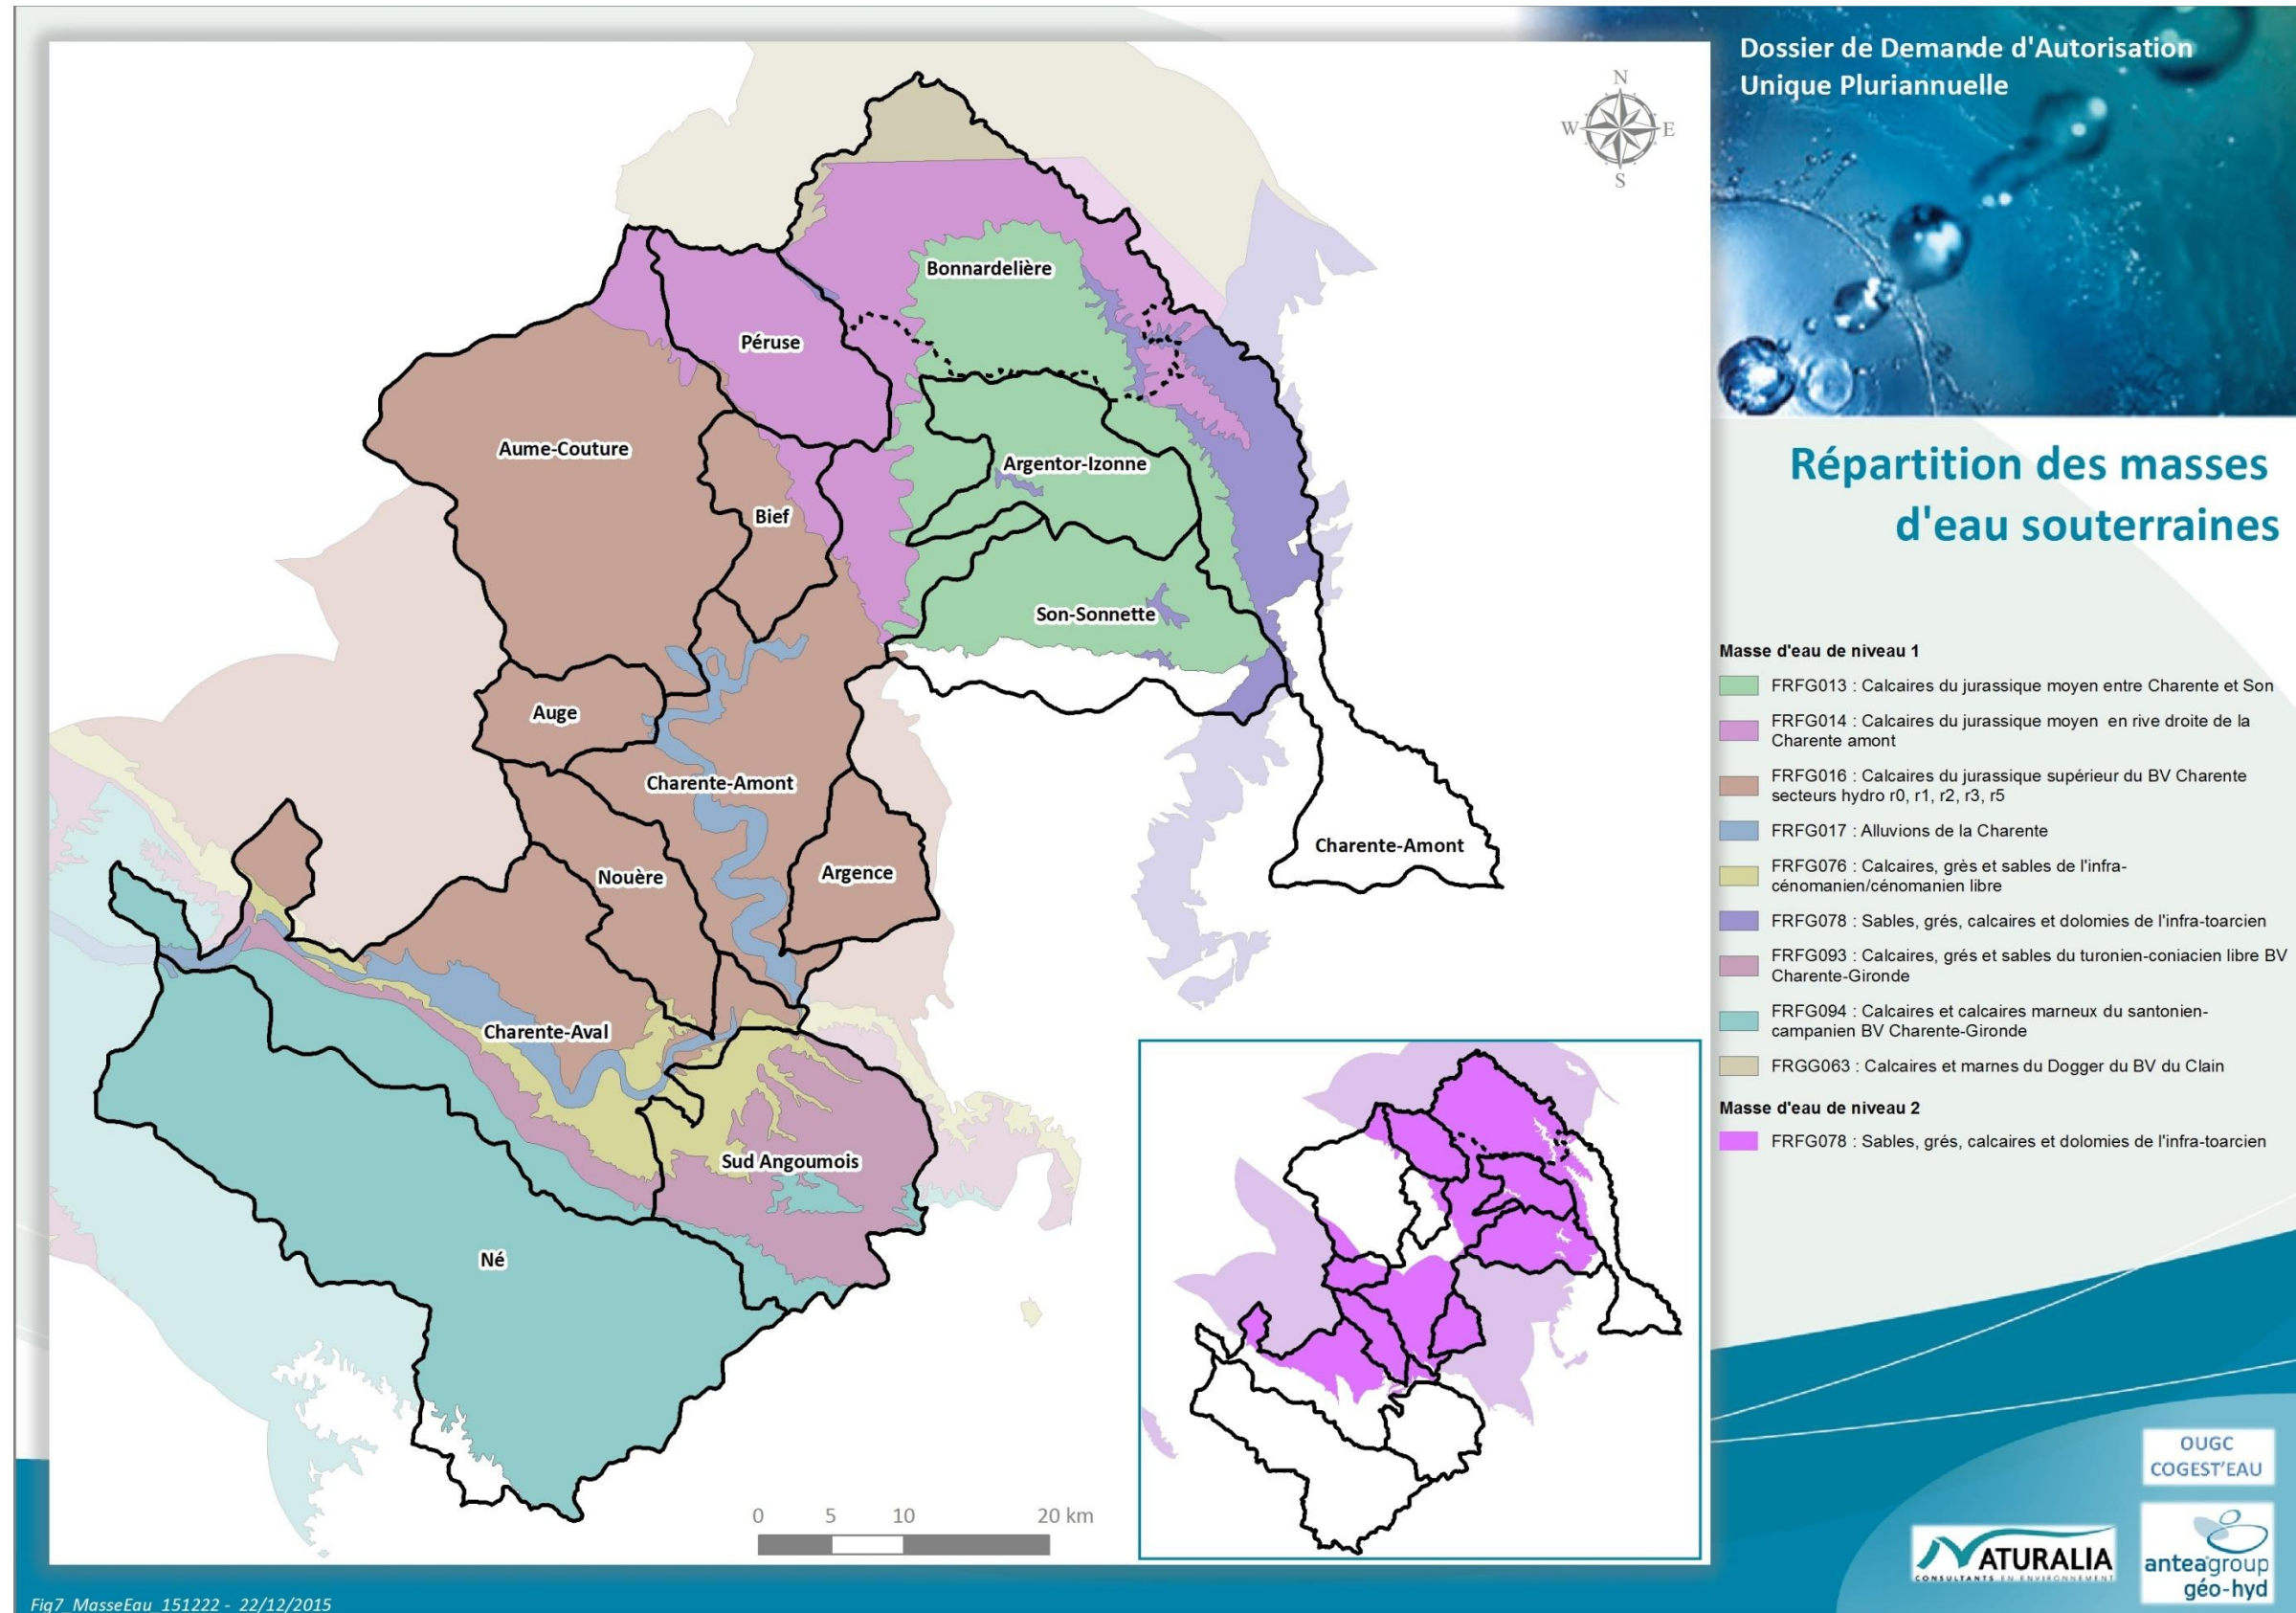 Dossier de Demande d'Autorisation
Unique Pluriannuelle
N
W
E
S
Répartition des masses
d'eau souterraines
Bonnardelière
Péruse
Aume-Couture
Argentor-Izonne
Bief
Son-Sonnette
Auge
Charente-Amont
Charente-Amont
Nouère
Argence
Charente-Aval
Sud Angoumois
Né
0 5 10 20 km
Masse d'eau de niveau 1
FRFG013 : Calcaires du jurassique moyen entre Charente et Son
FRFG014 : Calcaires du jurassique moyen en rive droite de la
Charente amont
FRFG016 : Calcaires du jurassique supérieur du BV Charente
secteurs hydro r0, r1, r2, r3, r5
FRFG017 : Alluvions de la Charente
FRFG076 : Calcaires, grès et sables de l'infra-
cénomanien/cénomanien libre
FRFG078 : Sables, grés, calcaires et dolomies de l'infra-toarcien
FRFG093 : Calcaires, grés et sables du turonien-coniacien libre BV
Charente-Gironde
FRFG094 : Calcaires et calcaires marneux du santonien-
campanien BV Charente-Gironde
FRGG063 : Calcaires et marnes du Dogger du BV du Clain
Masse d'eau de niveau 2
FRFG078 : Sables, grés, calcaires et dolomies de l'infra-toarcien
OUGC
COGEST'EAU
NATURALIA
CONSULTANTS EN ENVIRONNEMENT
anteagroup
géo-hyd
Fig7_MasseEau_151222 - 22/12/2015